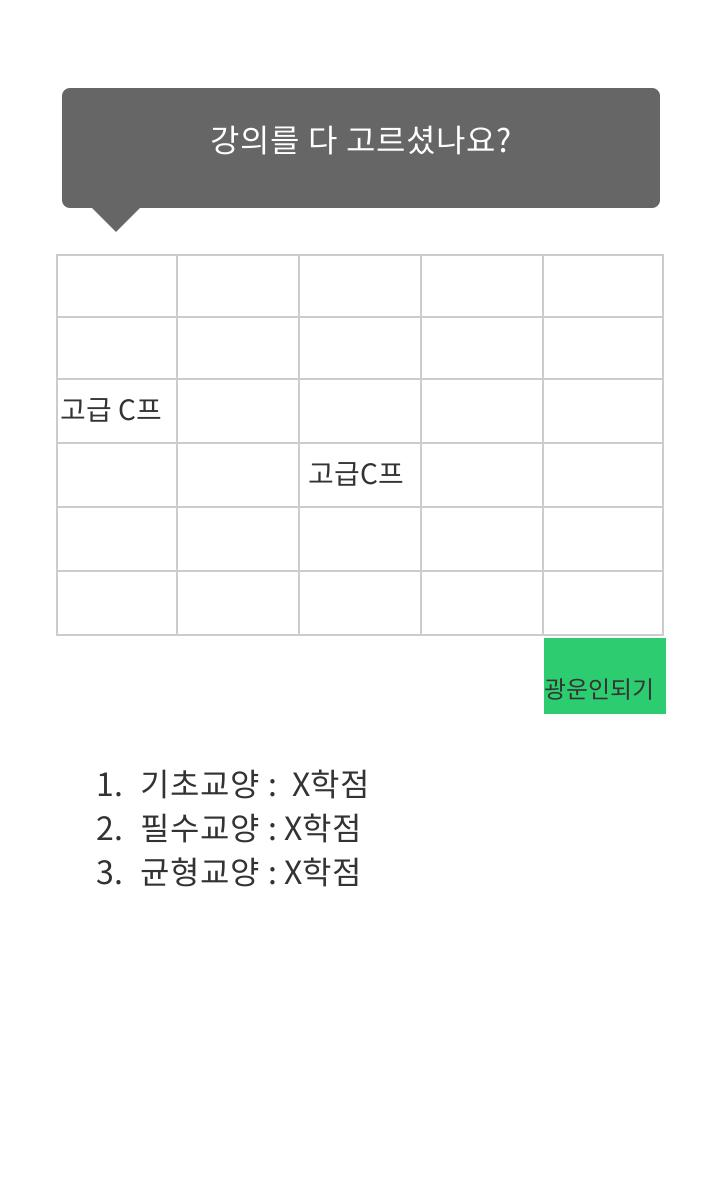 강의를 다 고르셨나요?
고급 C프
고급C프
광운인되기
1. 기초교양 : X학점
2. 필수교양 : X학점
3. 균형교양 : X학점